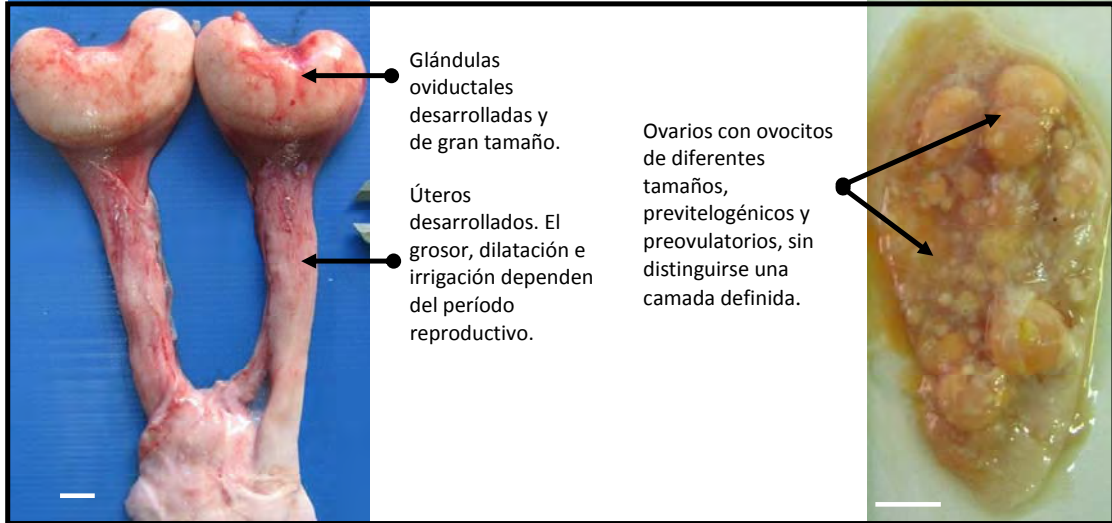 Glándulas
oviductales
desarrolladas y
de gran tamaño.
Úteros
desarrollados. El
grosor, dilatación e
irrigación dependen
del período
reproductivo.
Ovarios con ovocitos
de diferentes
tamaños,
previtelogénicos y
preovulatorios, sin
distinguirse una
camada definida.